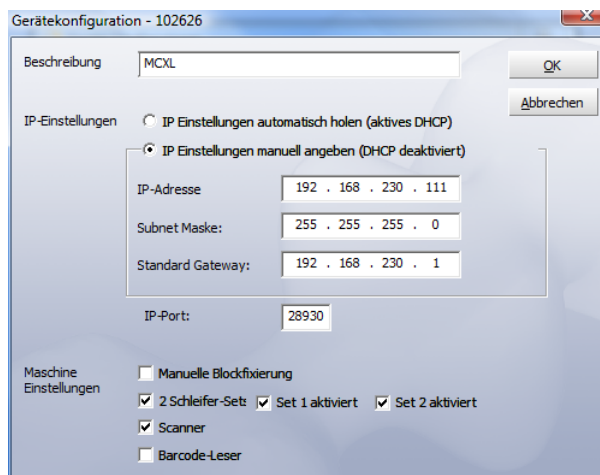 Gerätekonfiguration - 102626
Beschreibung MCXL OK
Abbrechen
IP-Einstellungen IP Einstellungen automatisch holen (aktives DHCP)
IP Einstellungen manuell angeben (DHCP deaktiviert)
IP-Adresse 192 . 168 . 230 . 111
Subnet Maske: 255 . 255 . 255 . 0
Standard Gateway: 192 . 168 . 230 . 1
IP-Port: 28930
Maschine Einstellungen Manuelle Blockfixierung
2 Schleifer-Set: Set 1 aktiviert Set 2 aktiviert
Scanner
Barcode-Leser